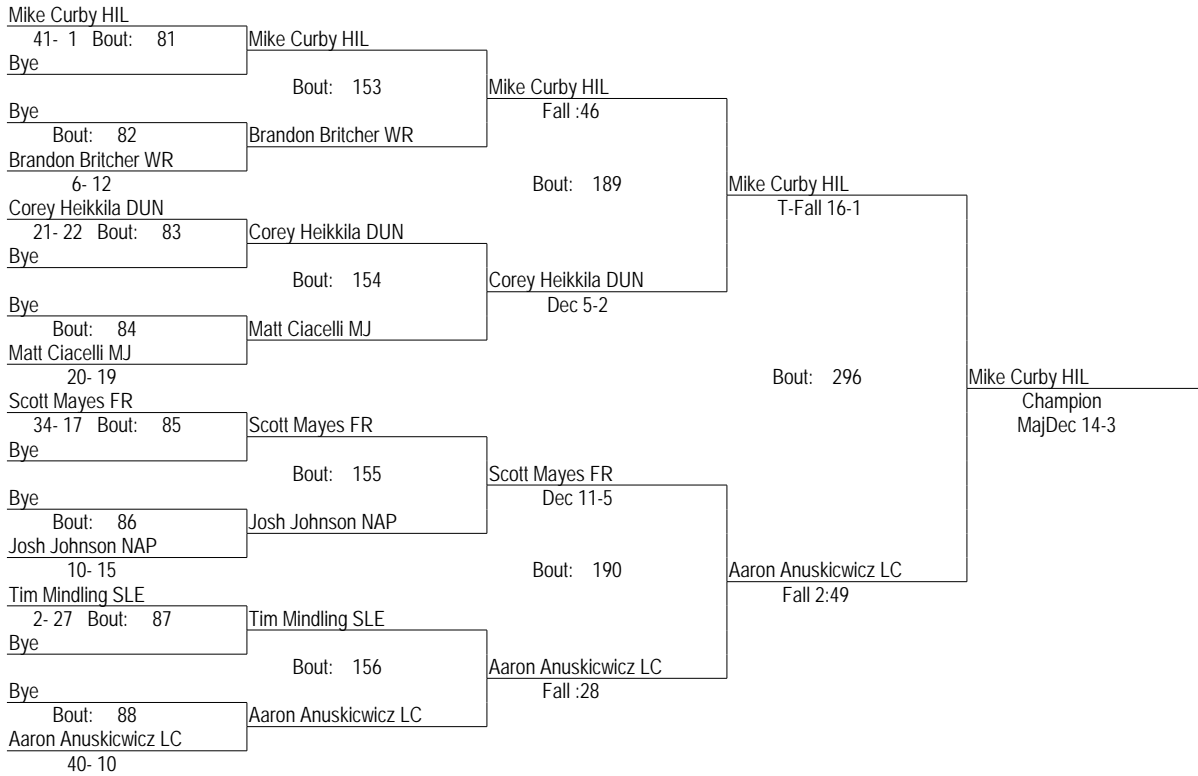 Mike Curby HIL
41- 1 Bout: 81
Mike Curby HIL
Bye
Bout: 153
Mike Curby HIL
Bye
Fall :46
Bout: 82
Brandon Britcher WR
Brandon Britcher WR
6- 12
Bout: 189
Mike Curby HIL
Corey Heikkila DUN
T-Fall 16-1
21- 22 Bout: 83
Corey Heikkila DUN
Bye
Bout: 154
Corey Heikkila DUN
Bye
Dec 5-2
Bout: 84
Matt Ciacelli MJ
Matt Ciacelli MJ
20- 19
Bout: 296
Mike Curby HIL
Scott Mayes FR
Champion
34- 17 Bout: 85
Scott Mayes FR
MajDec 14-3
Bye
Bout: 155
Scott Mayes FR
Bye
Dec 11-5
Bout: 86
Josh Johnson NAP
Josh Johnson NAP
10- 15
Bout: 190
Aaron Anuskicwicz LC
Tim Mindling SLE
Fall 2:49
2- 27 Bout: 87
Tim Mindling SLE
Bye
Bout: 156
Aaron Anuskicwicz LC
Bye
Fall :28
Bout: 88
Aaron Anuskicwicz LC
Aaron Anuskicwicz LC
40- 10